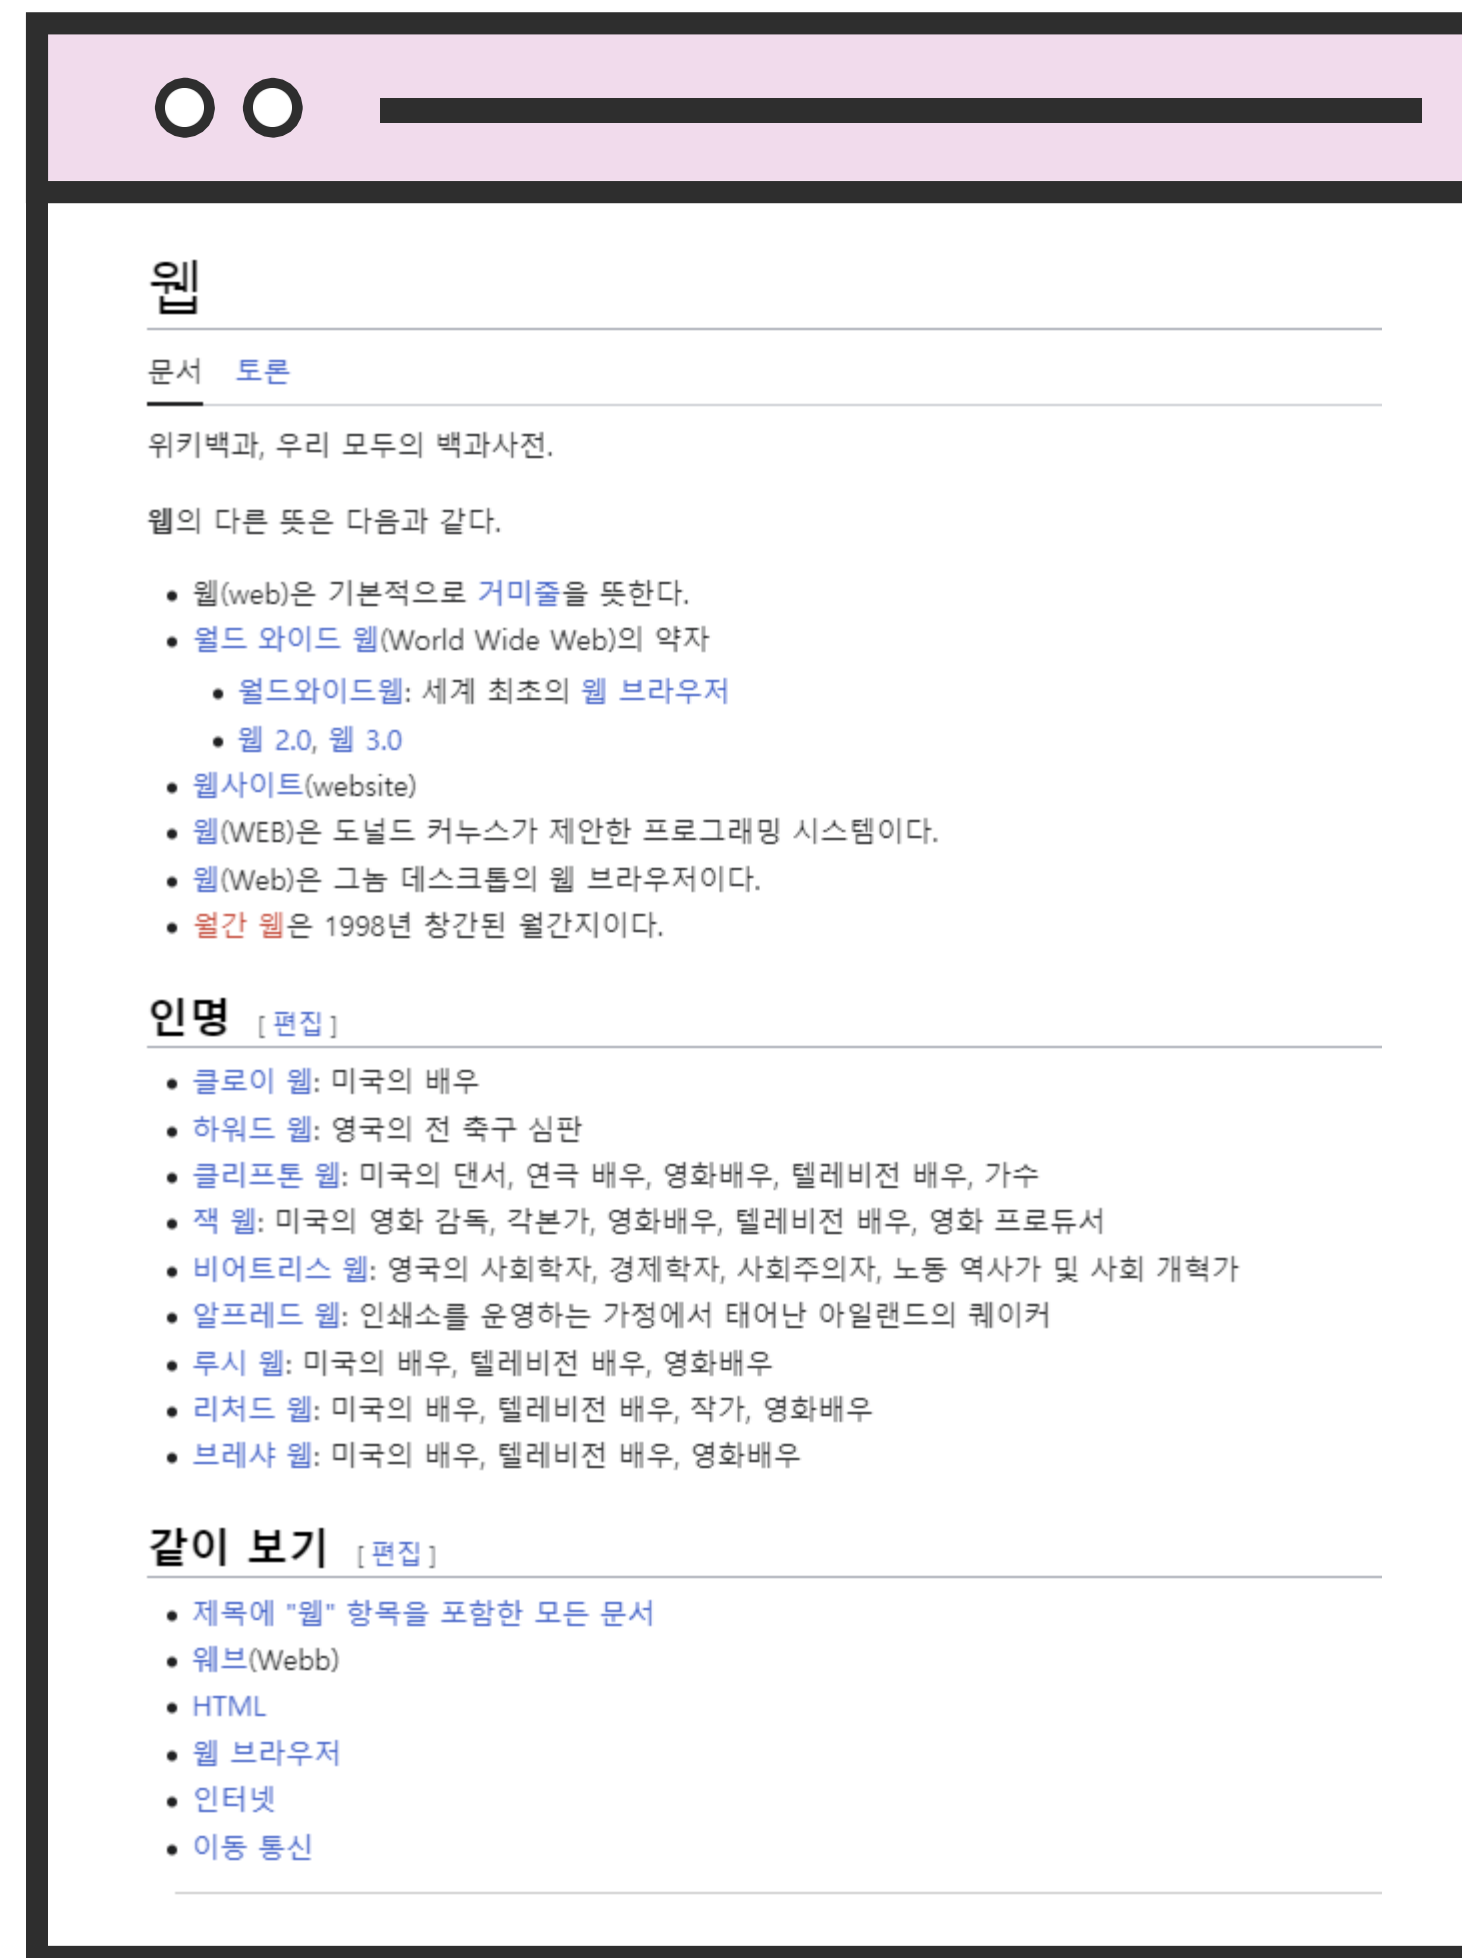 웹
문서 토론
위키백과, 우리 모두의 백과사전.
웹의 다른 뜻은 다음과 같다.
웹(web)은 기본적으로 거미줄을 뜻한다.
월드 와이드 웹(World Wide Web)의 약자
월드와이드웹: 세계 최초의 웹 브라우저
웹 2.0, 웹 3.0
웹사이트(website)
웹(WEB)은 도널드 커누스가 제안한 프로그래밍 시스템이다.
웹(Web)은 그놈 데스크톱의 웹 브라우저이다.
월간 웹은 1998년 창간된 월간지이다.
인명 [ 편집 ]
클로이 웹: 미국의 배우
하워드 웹: 영국의 전 축구 심판
클리프톤 웹: 미국의 댄서, 연극 배우, 영화배우, 텔레비전 배우, 가수
잭 웹: 미국의 영화 감독, 각본가, 영화배우, 텔레비전 배우, 영화 프로듀서
비어트리스 웹: 영국의 사회학자, 경제학자, 사회주의자, 노동 역사가 및 사회 개혁가
알프레드 웹: 인쇄소를 운영하는 가정에서 태어난 아일랜드의 퀘이커
루시 웹: 미국의 배우, 텔레비전 배우, 영화배우
리처드 웹: 미국의 배우, 텔레비전 배우, 작가, 영화배우
브레샤 웹: 미국의 배우, 텔레비전 배우, 영화배우
같이 보기 [ 편집 ]
제목에 "웹" 항목을 포함한 모든 문서
웨브(Webb)
HTML
웹 브라우저
인터넷
이동 통신